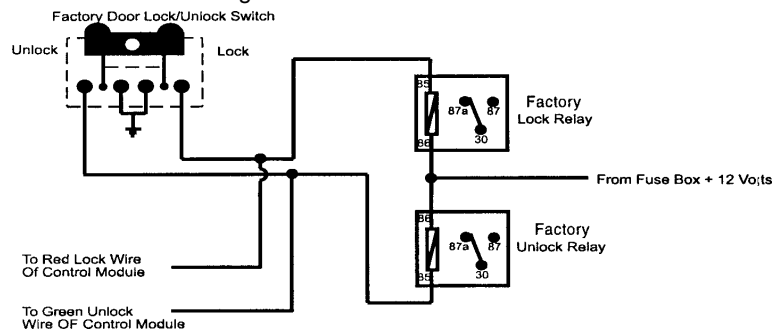 Factory Door Lock/Unlock Switch
Unlock
Lock
85
87a
87
30
86
Factory
Lock Relay
From Fuse Box + 12 Vo;ts
86
87a
87
30
85
Factory
Unlock Relay
To Red Lock Wire
Of Control Module
To Green Unlock
Wire OF Control Module